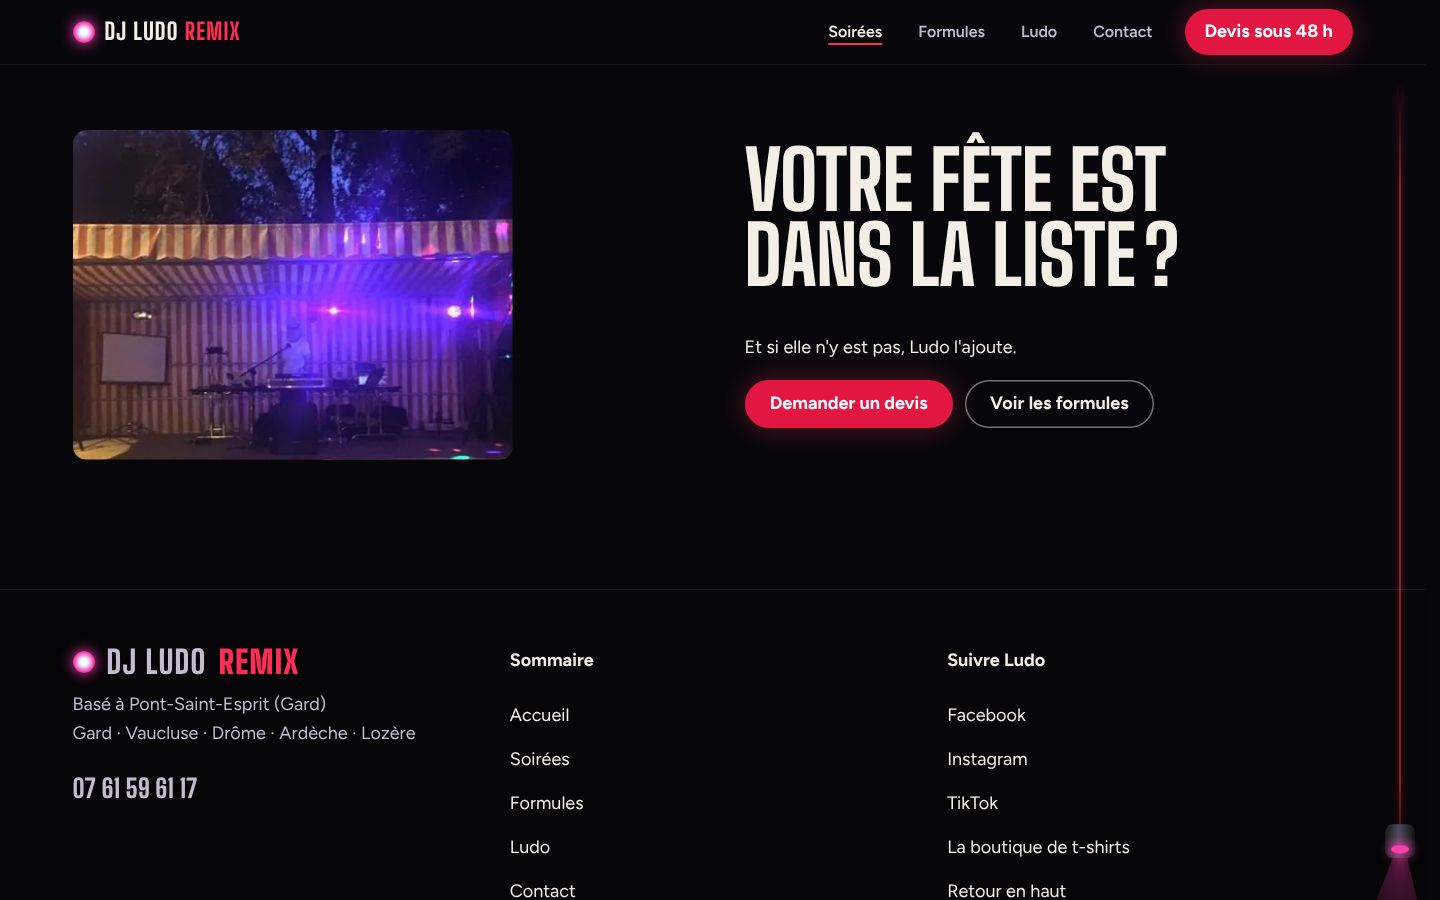 DJ LUDO REMIX
Soirées
Formules
Ludo
Contact
Devis sous 48 h
VOTRE FÊTE EST
DANS LA LISTE ?
Et si elle n'y est pas, Ludo l'ajoute.
Demander un devis
Voir les formules
DJ LUDO REMIX
Basé à Pont-Saint-Esprit (Gard)
Gard · Vaucluse · Drôme · Ardèche · Lozère
07 61 59 61 17
Sommaire
Accueil
Soirées
Formules
Ludo
Contact
Suivre Ludo
Facebook
Instagram
TikTok
La boutique de t-shirts
Retour en haut